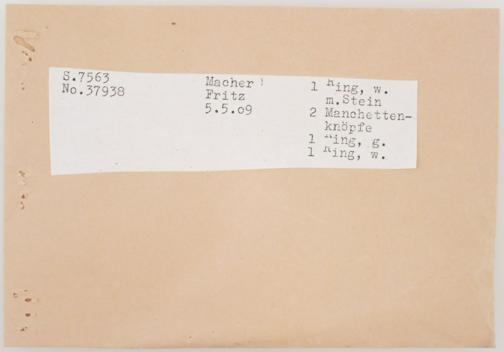 S.7563
No.37938
Macher
Fritz
5.5.09
1 Ring, w.
m.Stein
2 Manchetten-
knöpfe
1 Ring, g.
1 Ring, w.